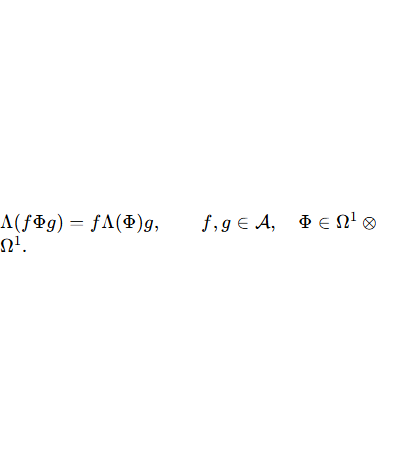 Λ(fΦg) = fΛ(Φ)g, f, g ∈ 𝒜, Φ ∈ Ω¹ ⊗
Ω¹.